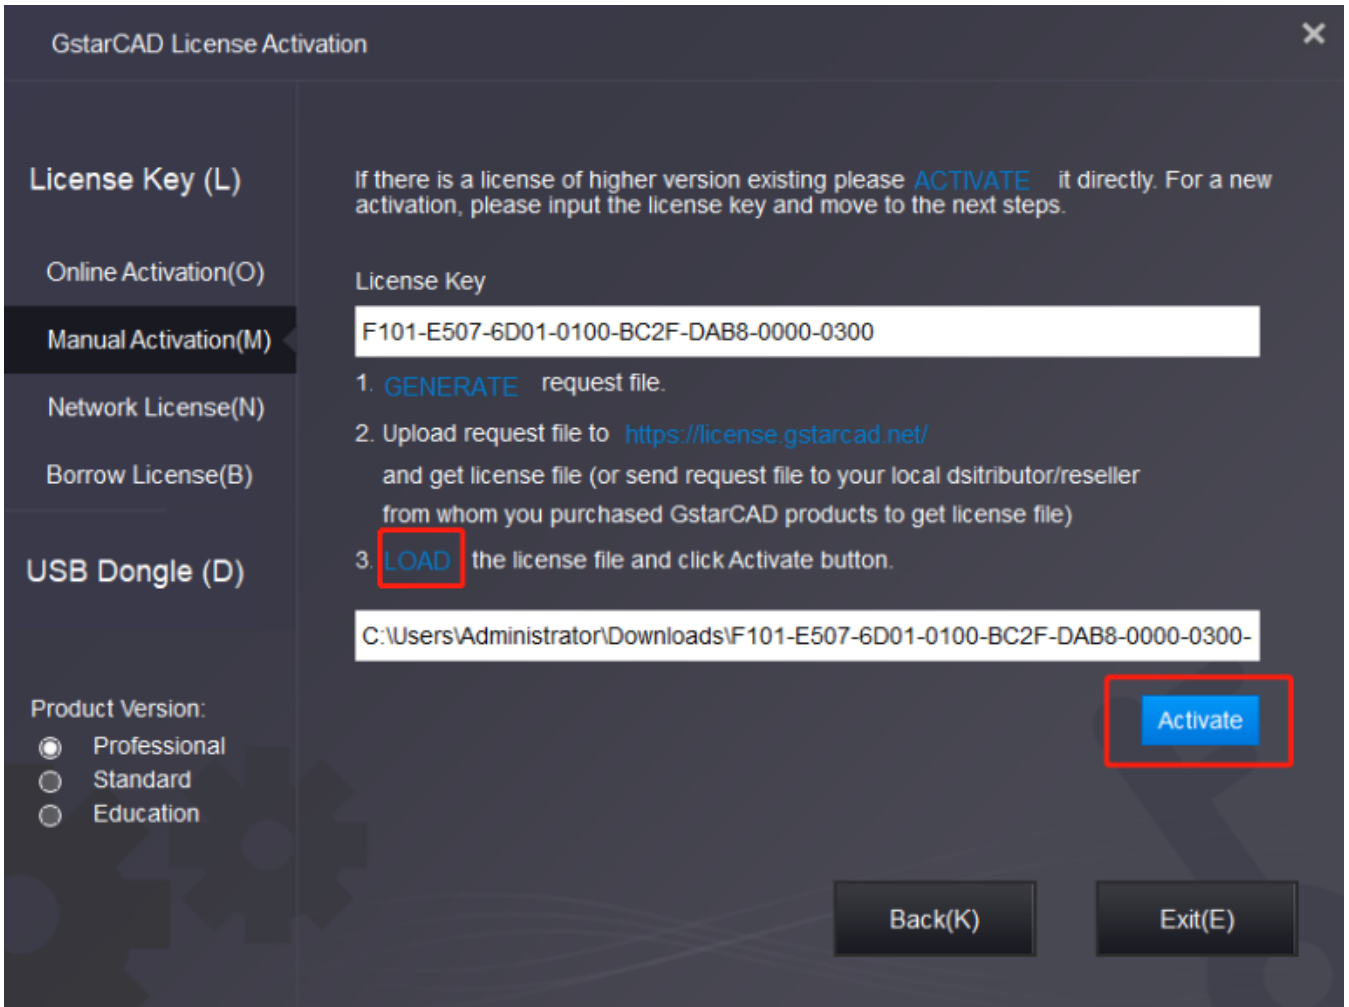 GstarCAD License Activation
License Key (L)
Online Activation(O)
Manual Activation(M)
Network License(N)
Borrow License(B)
USB Dongle (D)
Product Version:
Professional
Standard
Education
If there is a license of higher version existing please ACTIVATE it directly. For a new
activation, please input the license key and move to the next steps.
License Key
F101-E507-6D01-0100-BC2F-DAB8-0000-0300
1. GENERATE request file.
2. Upload request file to https://license.gstarcad.net/
and get license file (or send request file to your local dsitributor/reseller
from whom you purchased GstarCAD products to get license file)
3. LOAD the license file and click Activate button.
C:\Users\Administrator\Downloads\F101-E507-6D01-0100-BC2F-DAB8-0000-0300-
Activate
Back(K)
Exit(E)